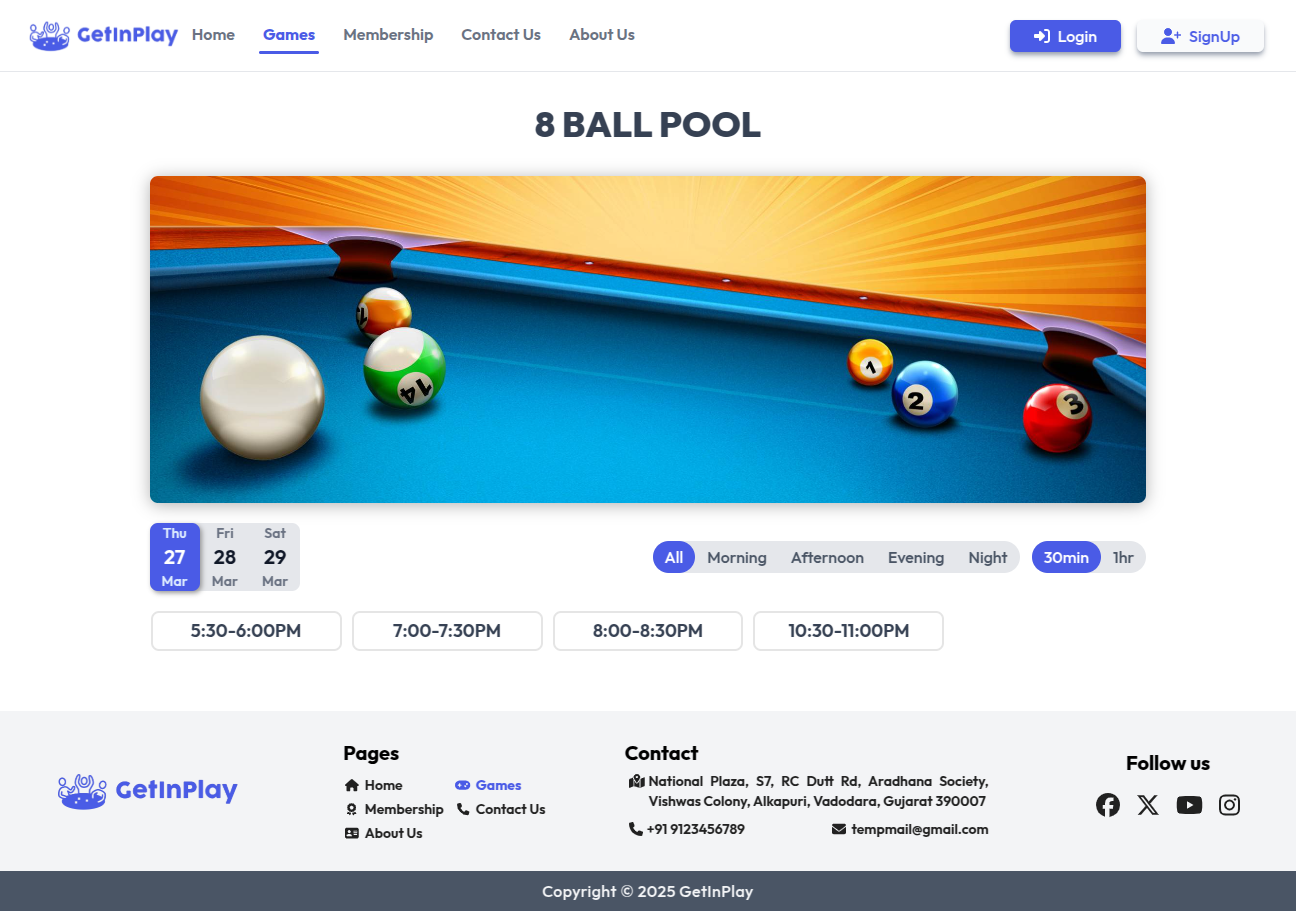 GetInPlay Home Games Membership Contact Us About Us Login SignUp
8 BALL POOL
14
1
2
3
Thu Fri Sat
27 28 29
Mar Mar Mar
All Morning Afternoon Evening Night 30min 1hr
5:30-6:00PM 7:00-7:30PM 8:00-8:30PM 10:30-11:00PM
GetInPlay
Pages
Home Games
Membership Contact Us
About Us
Contact
National Plaza, S7, RC Dutt Rd, Aradhana Society,
Vishwas Colony, Alkapuri, Vadodara, Gujarat 390007
+91 9123456789 tempmail@gmail.com
Follow us
Copyright © 2025 GetInPlay